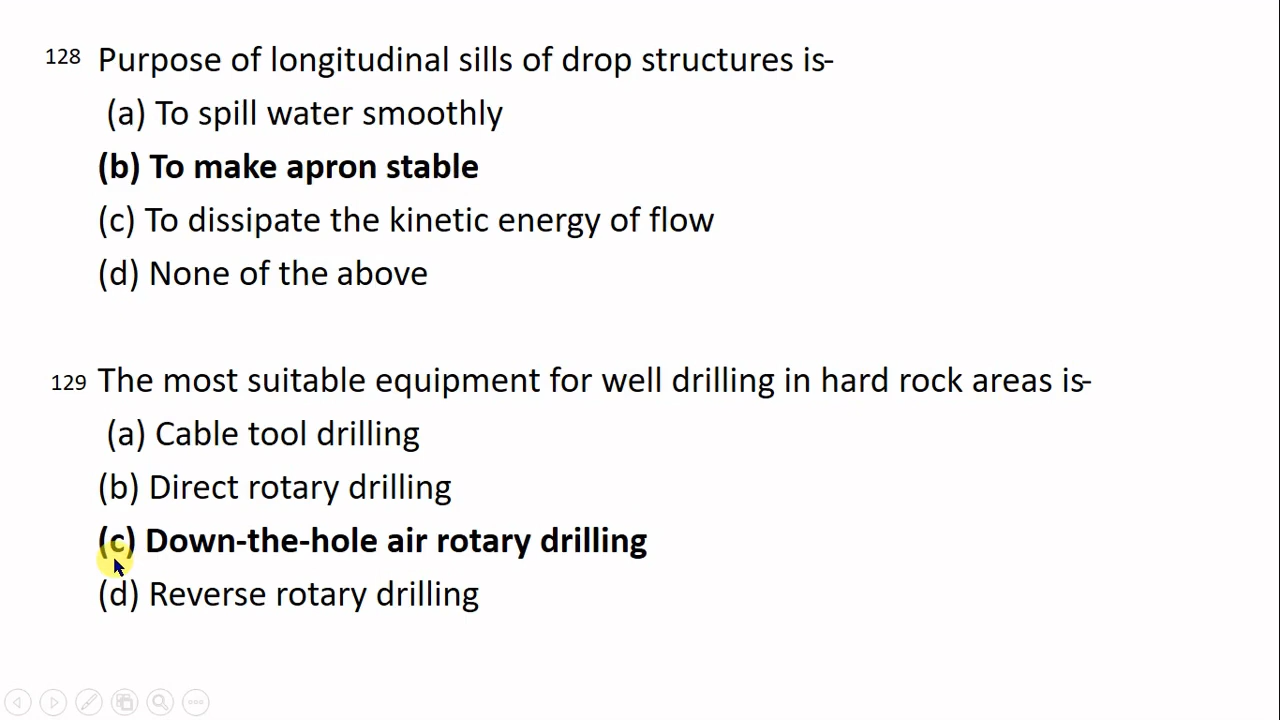 128 Purpose of longitudinal sills of drop structures is-
(a) To spill water smoothly
(b) To make apron stable
(c) To dissipate the kinetic energy of flow
(d) None of the above
129 The most suitable equipment for well drilling in hard rock areas is-
(a) Cable tool drilling
(b) Direct rotary drilling
(c) Down-the-hole air rotary drilling
(d) Reverse rotary drilling